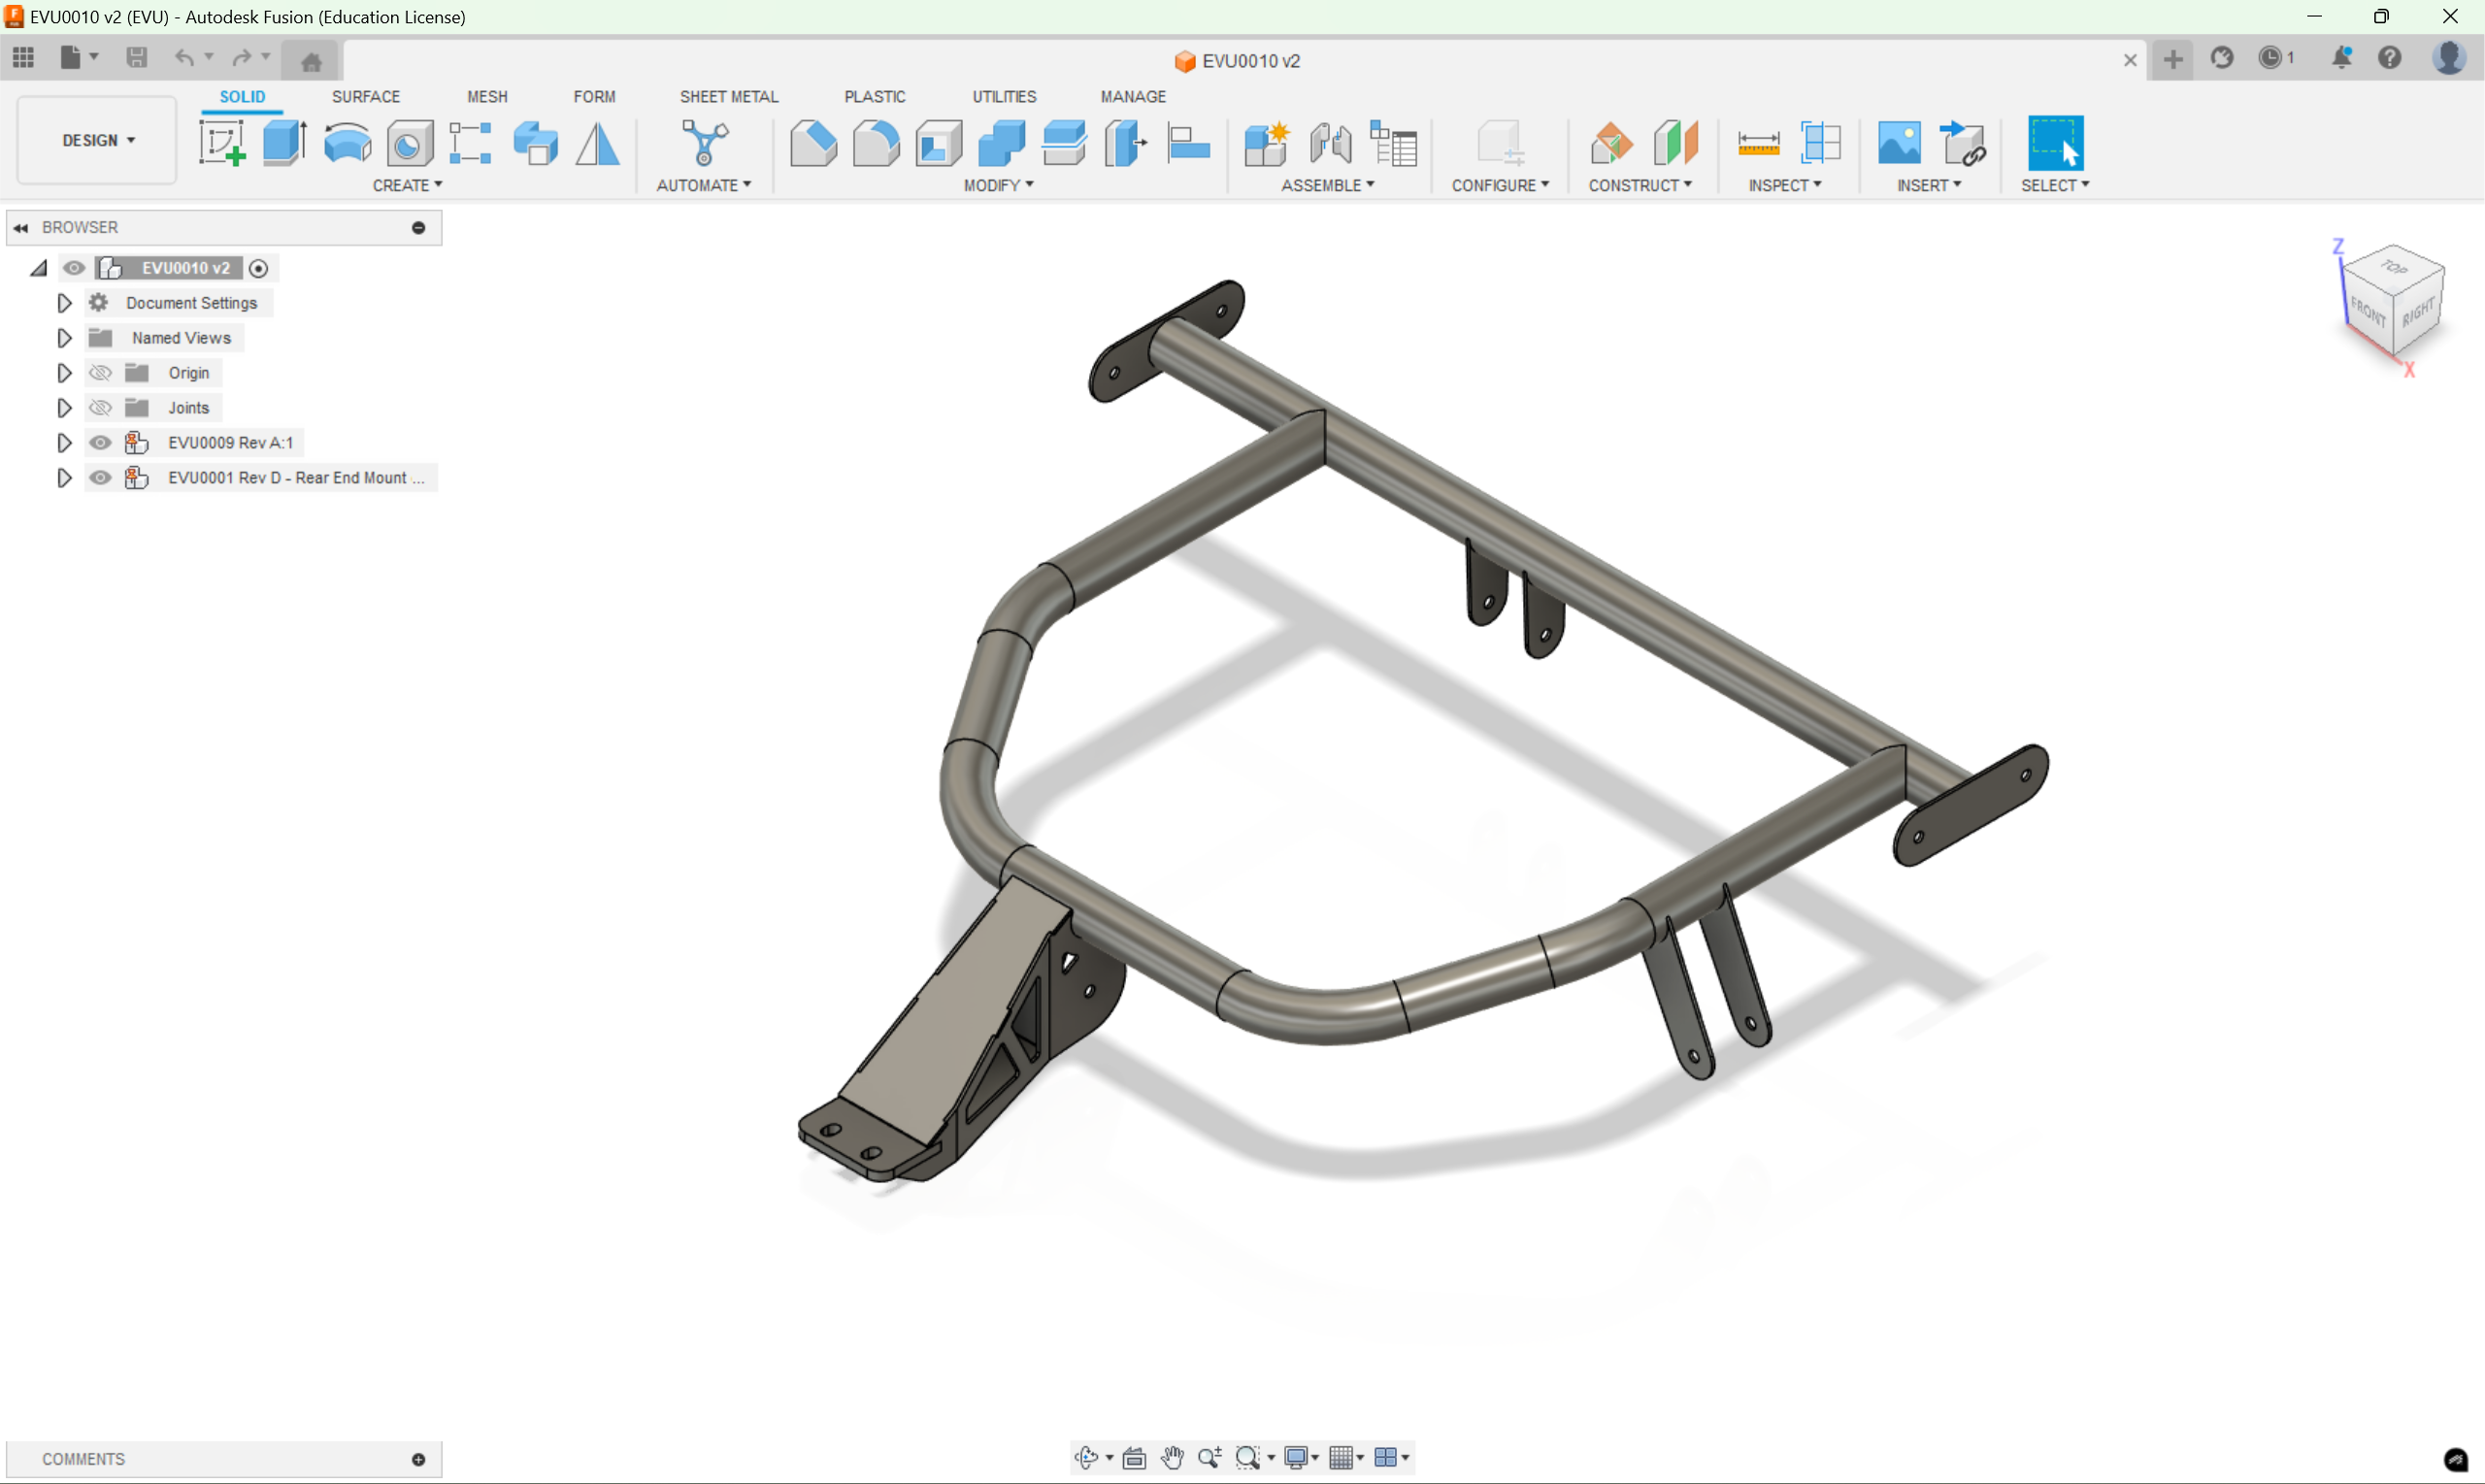 EVU0010 v2 (EVU) - Autodesk Fusion (Education License)
EVU0010 v2
1
SOLID SURFACE MESH FORM SHEET METAL PLASTIC UTILITIES MANAGE
DESIGN
CREATE AUTOMATE MODIFY ASSEMBLE CONFIGURE CONSTRUCT INSPECT INSERT SELECT
BROWSER
EVU0010 v2
Document Settings
Named Views
Origin
Joints
EVU0009 Rev A:1
EVU0001 Rev D - Rear End Mount ...
Z
TOP
FRONT RIGHT
X
COMMENTS